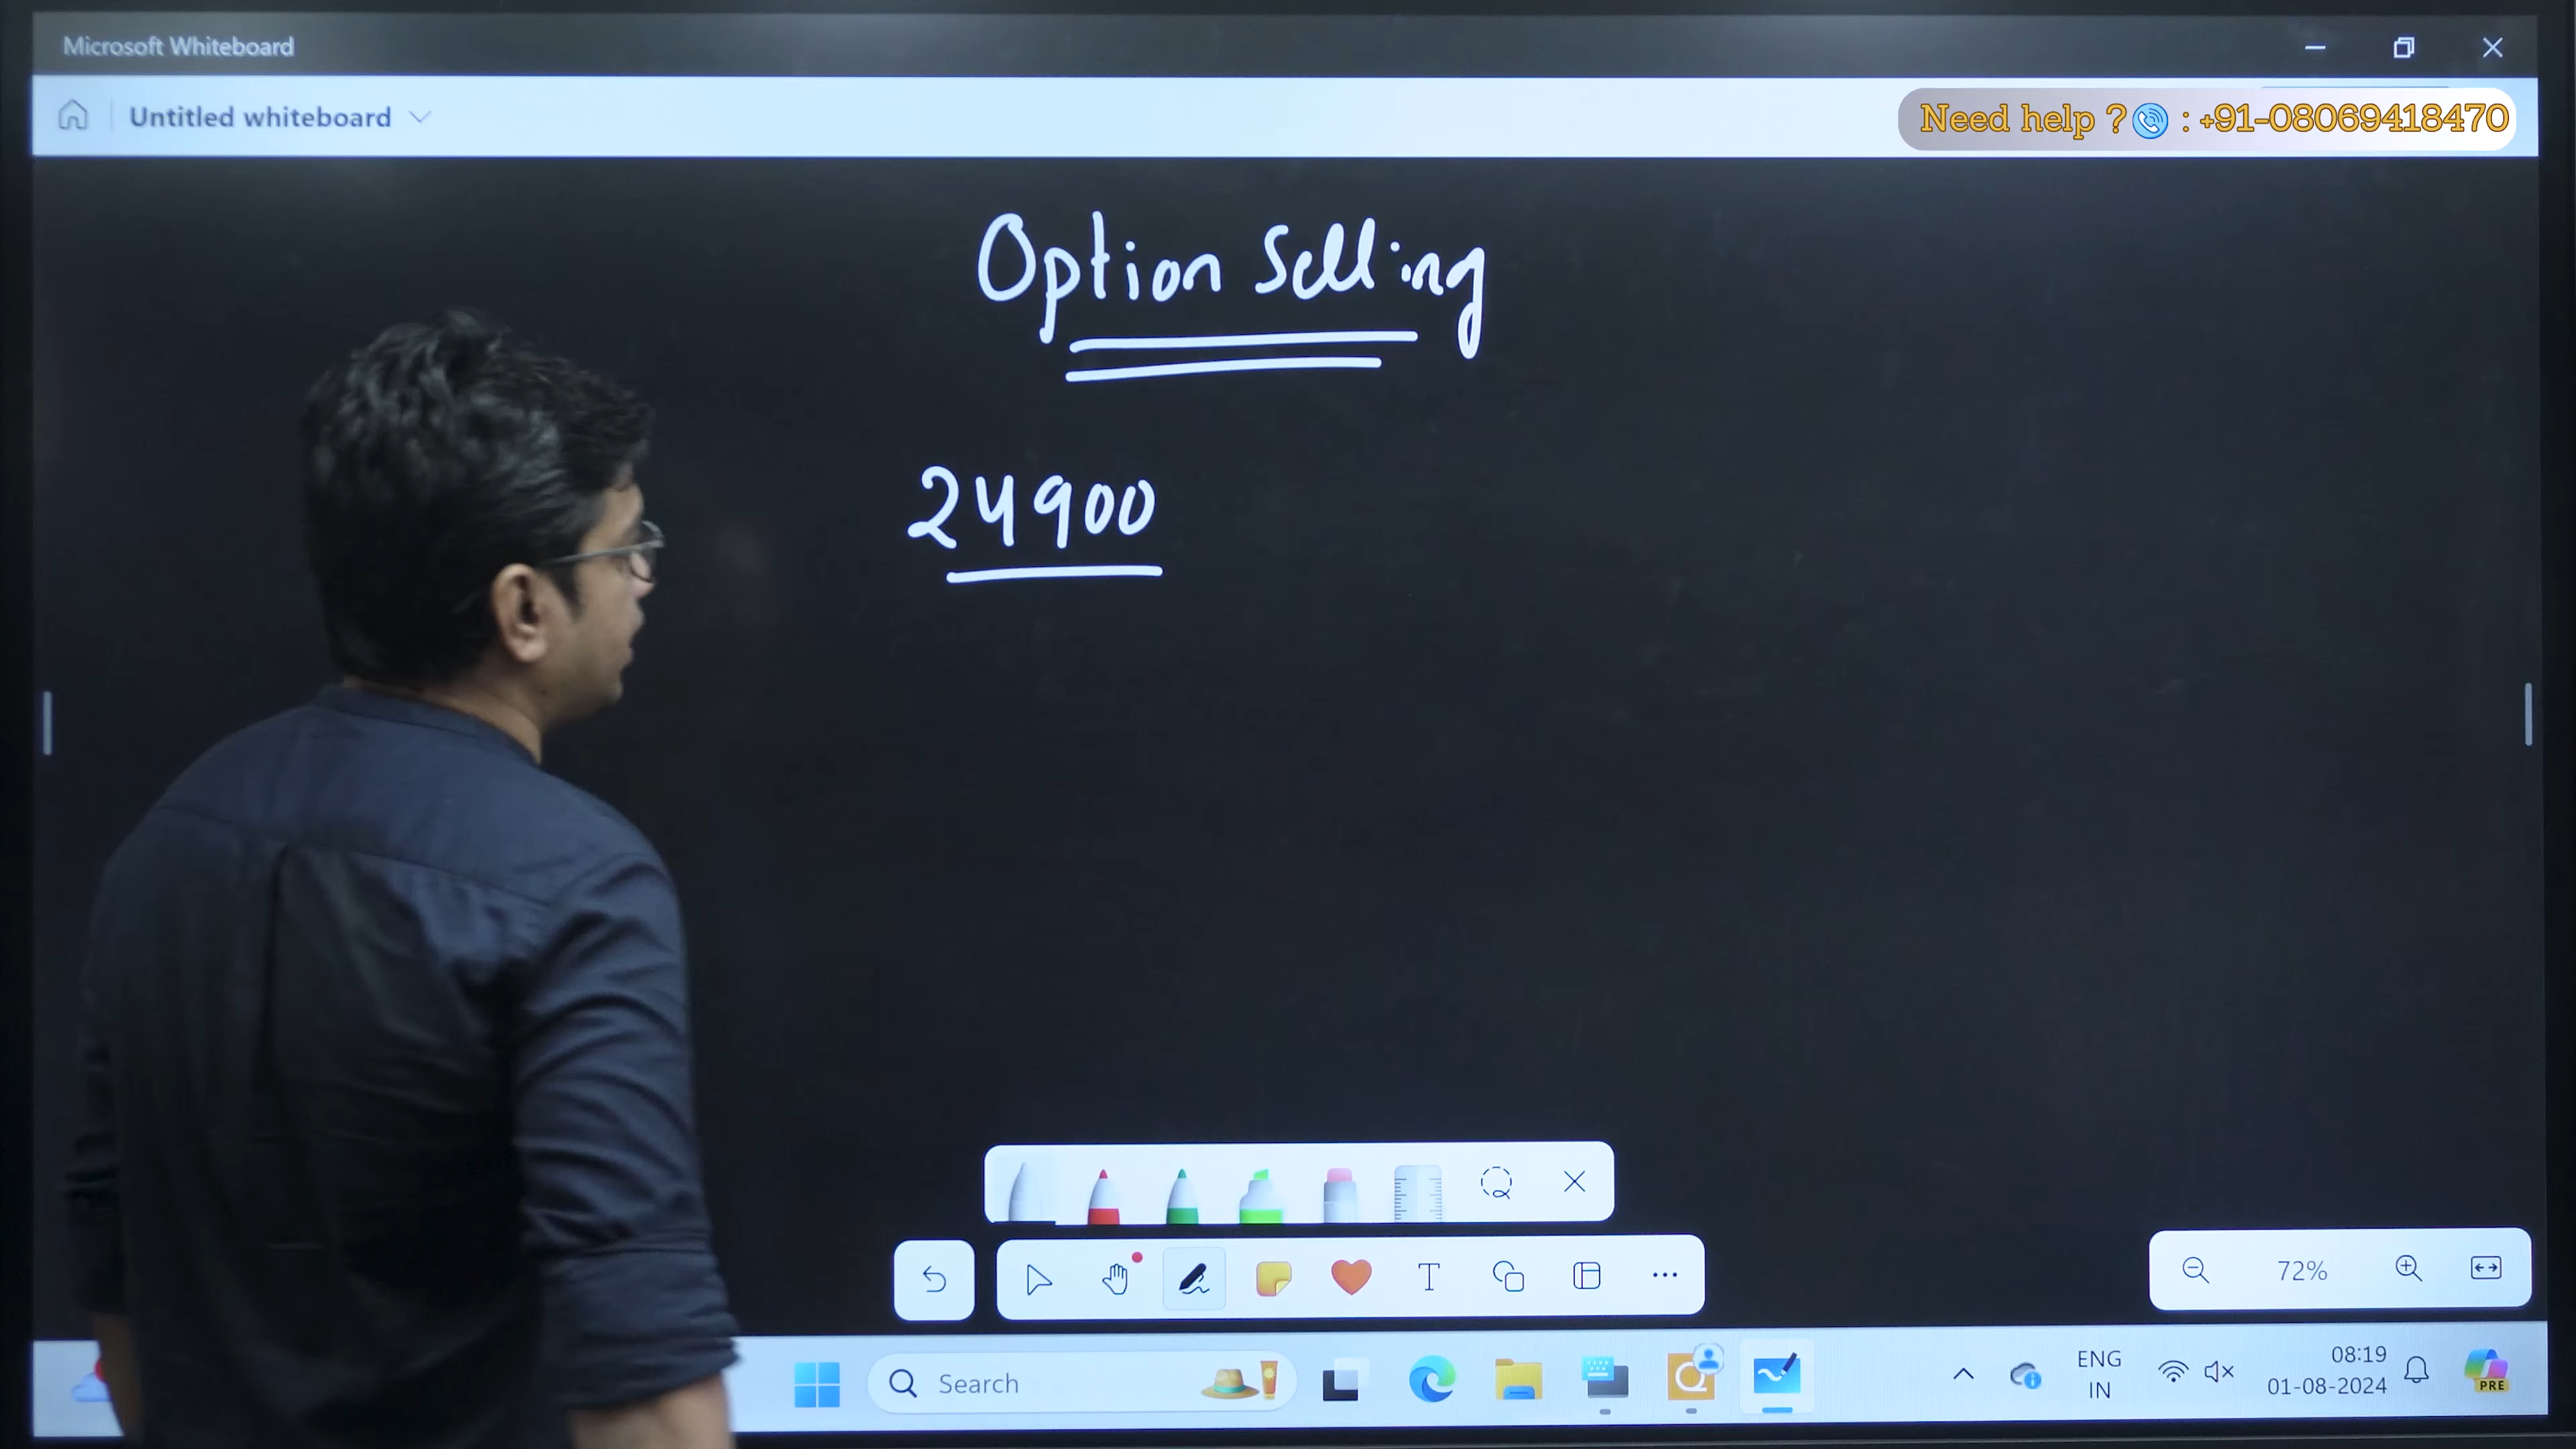 Microsoft Whiteboard
Untitled whiteboard
Need help ? : +91-08069418470
Option Selling
24900
T
72%
Search
ENG
IN
08:19
01-08-2024
PRE